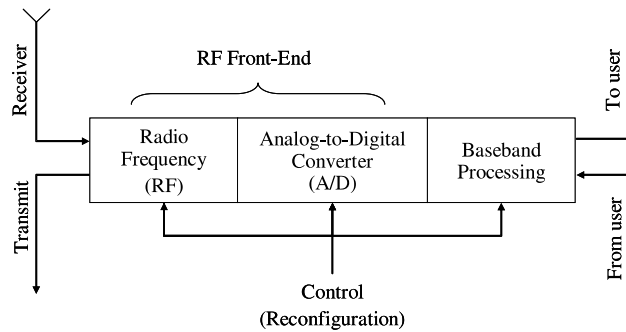 RF Front-End
Receiver
To user
Radio
Frequency
(RF)
Analog-to-Digital
Converter
(A/D)
Baseband
Processing
Transmit
From user
Control
(Reconfiguration)